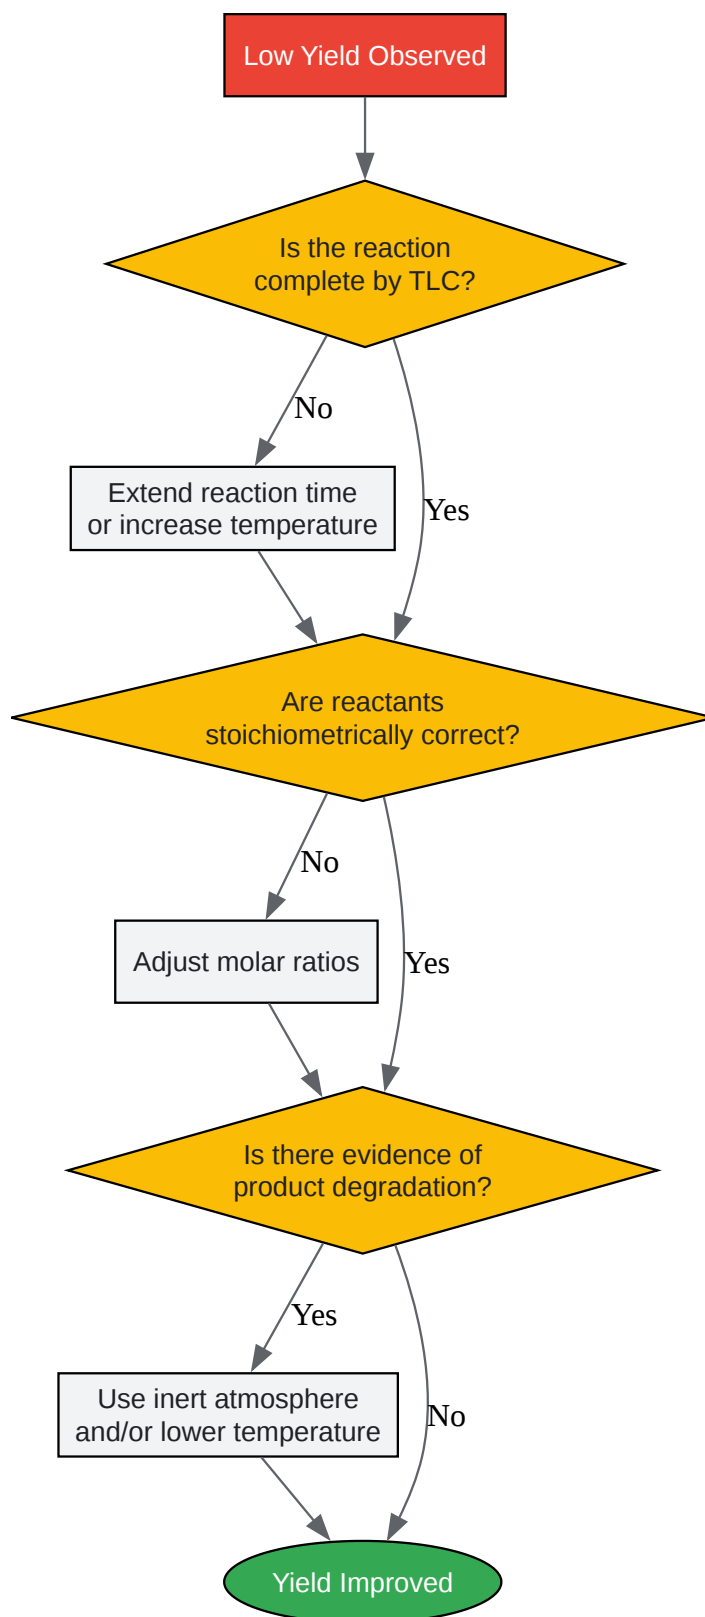 Low Yield Observed
Is the reaction
complete by TLC?
No
Extend reaction time
or increase temperature
Yes
Are reactants
stoichiometrically correct?
No
Adjust molar ratios
Yes
Is there evidence of
product degradation?
Yes
Use inert atmosphere
and/or lower temperature
No
Yield Improved